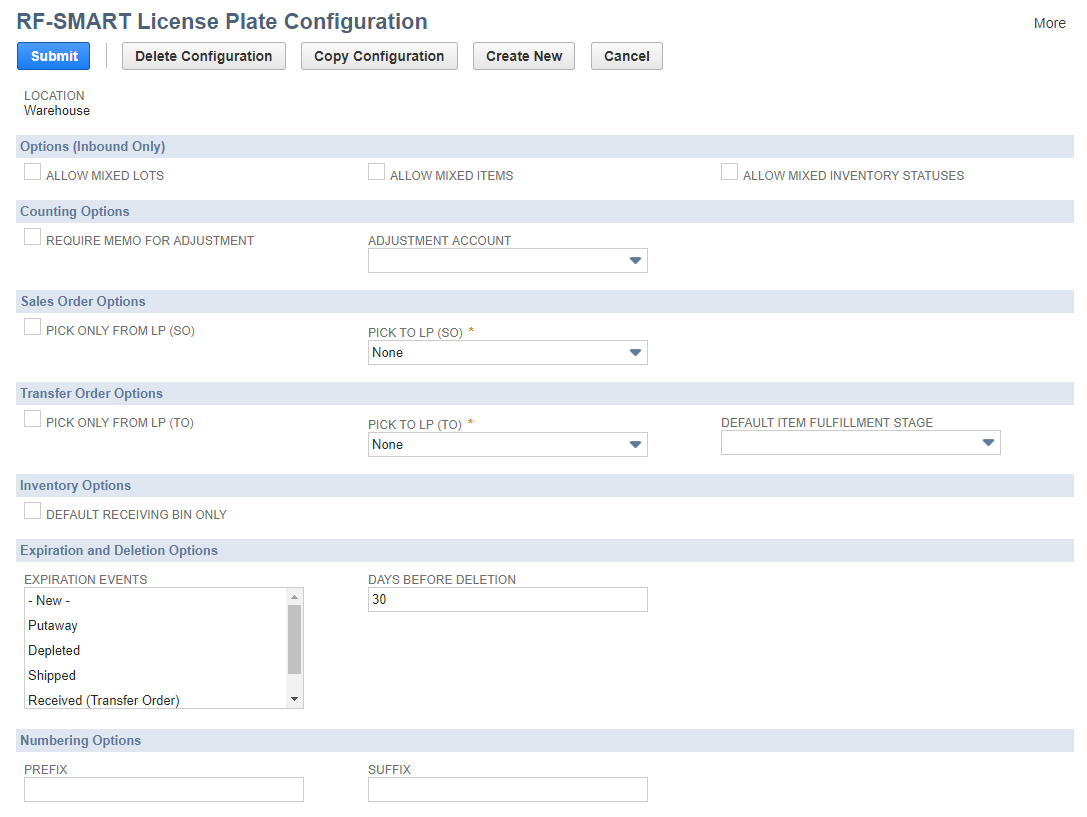 RF-SMART License Plate Configuration
More
Submit Delete Configuration Copy Configuration Create New Cancel
LOCATION
Warehouse
Options (Inbound Only)
ALLOW MIXED LOTS ALLOW MIXED ITEMS ALLOW MIXED INVENTORY STATUSES
Counting Options
REQUIRE MEMO FOR ADJUSTMENT ADJUSTMENT ACCOUNT
Sales Order Options
PICK ONLY FROM LP (SO) PICK TO LP (SO) *
None
Transfer Order Options
PICK ONLY FROM LP (TO) PICK TO LP (TO) * DEFAULT ITEM FULFILLMENT STAGE
None
Inventory Options
DEFAULT RECEIVING BIN ONLY
Expiration and Deletion Options
EXPIRATION EVENTS DAYS BEFORE DELETION
- New - 30
Putaway
Depleted
Shipped
Received (Transfer Order)
Numbering Options
PREFIX SUFFIX